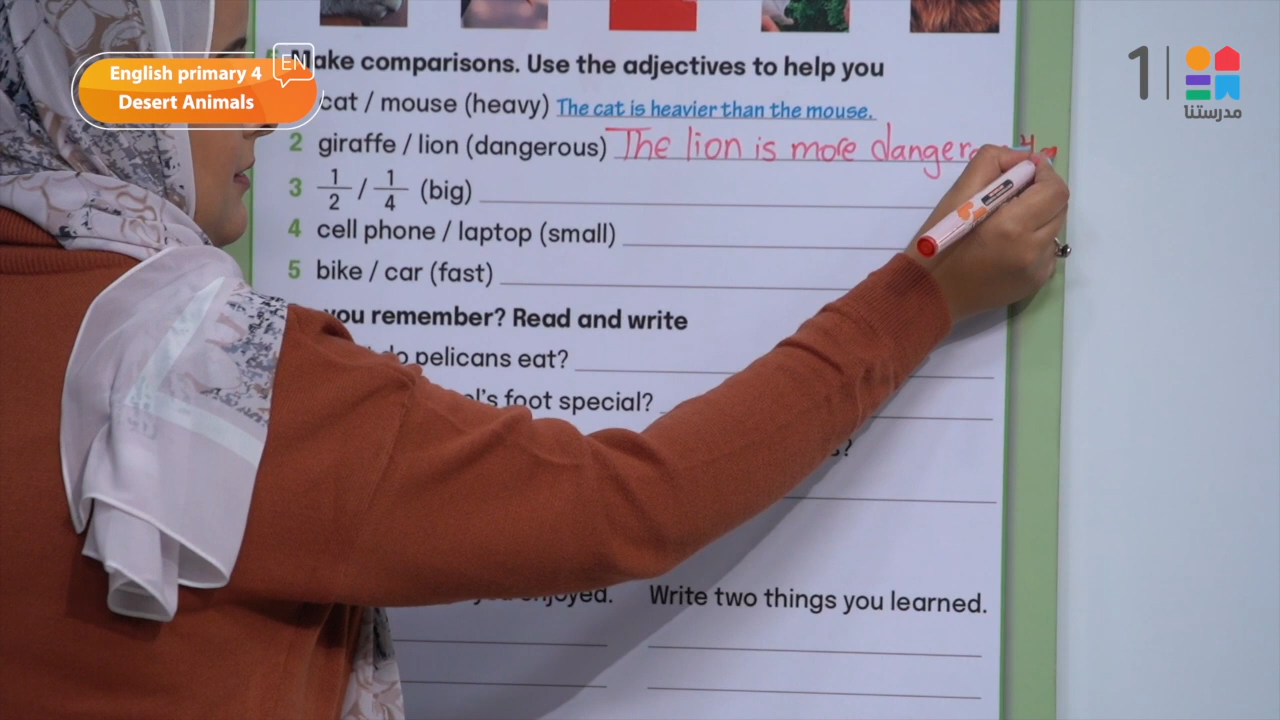 English primary 4
Desert Animals
EN
1
مدرستنا
ake comparisons. Use the adjectives to help you
cat / mouse (heavy) The cat is heavier than the mouse.
2 giraffe / lion (dangerous) The lion is more danger
3 1/2 / 1/4 (big)
4 cell phone / laptop (small)
5 bike / car (fast)
you remember? Read and write
do pelicans eat?
l's foot special?
?
you enjoyed. Write two things you learned.